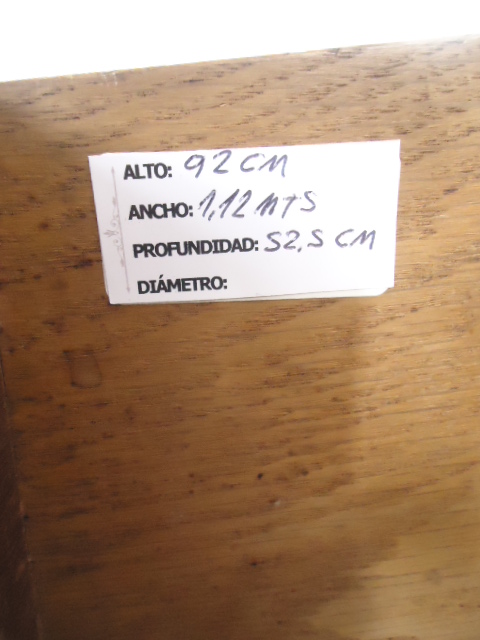 ALTO: 92 CM
ANCHO: 1,12 MTS
PROFUNDIDAD: 52,5 CM
DIÁMETRO: